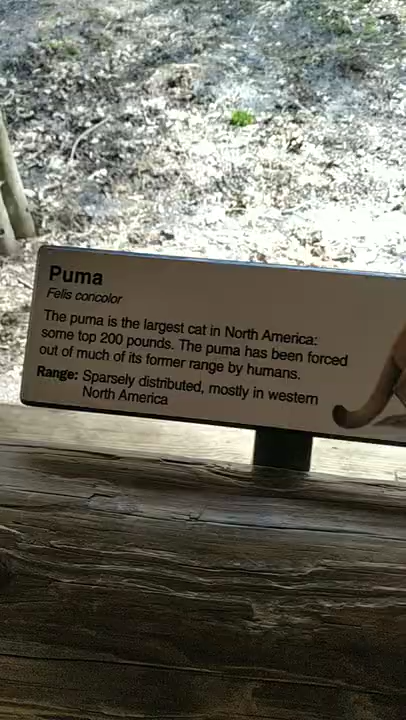 Puma
Felis concolor
The puma is the largest cat in North America:
some top 200 pounds. The puma has been forced
out of much of its former range by humans.
Range: Sparsely distributed, mostly in western
North America